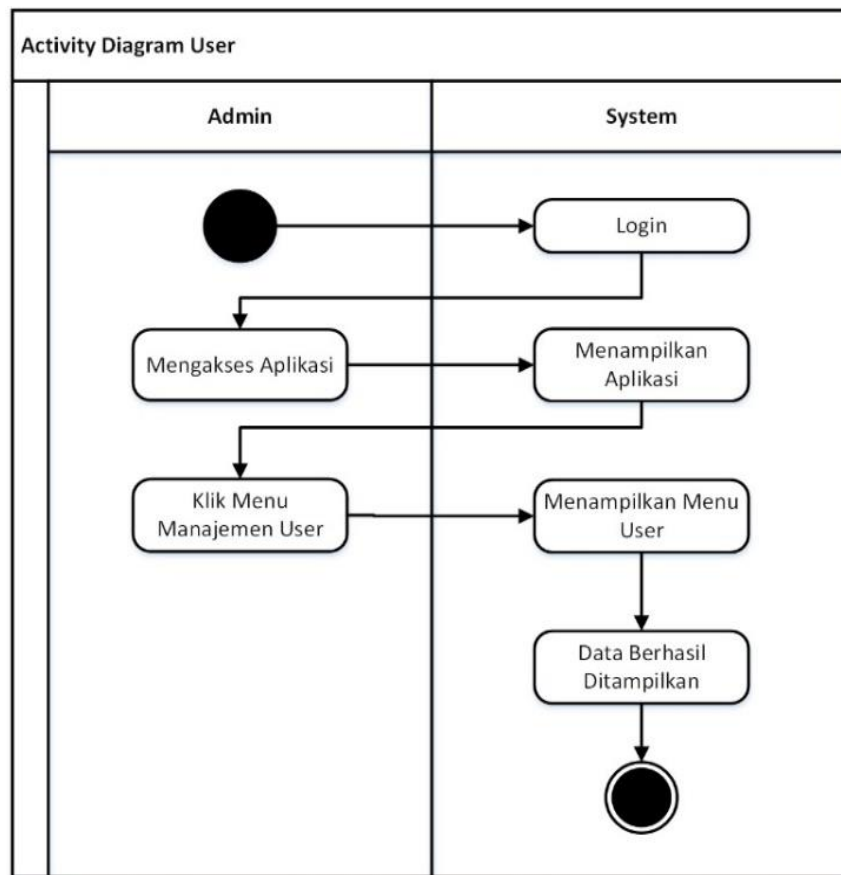 Activity Diagram User
Admin
System
Login
Mengakses Aplikasi
Menampilkan
Aplikasi
Klik Menu
Manajemen User
Menampilkan Menu
User
Data Berhasil
Ditampilkan